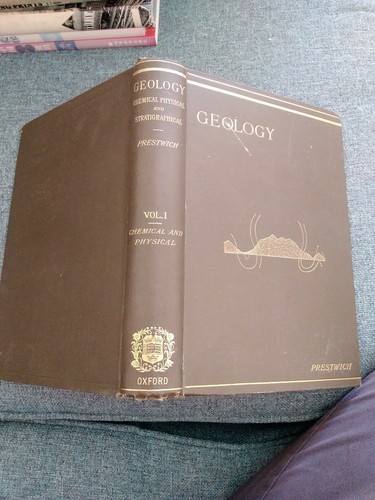 GEOLOGY
CHEMICAL PHYSICAL
AND
STRATIGRAPHICAL
PRESTWICH
VOL. I
CHEMICAL AND
PHYSICAL
OXFORD
GEOLOGY
PRESTWICH